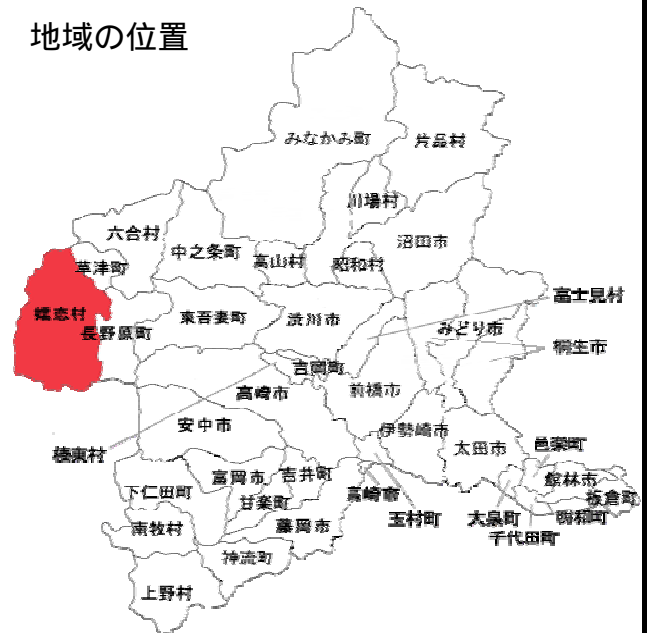 地域の位置
みなかみ町
片品村
川場村
六合村
中之条町
沼田市
高山村
昭和村
草津町
富士見村
嬬恋村
長野原町
東吾妻町
渋川市
みどり市
桐生市
吉岡町
前橋市
高崎市
安中市
伊勢崎市
太田市
邑楽町
榛東村
富岡市
吉井町
館林市
下仁田町
高崎市
板倉町
甘楽町
玉村町
大泉町
明和町
南牧村
藤岡市
千代田町
神流町
上野村